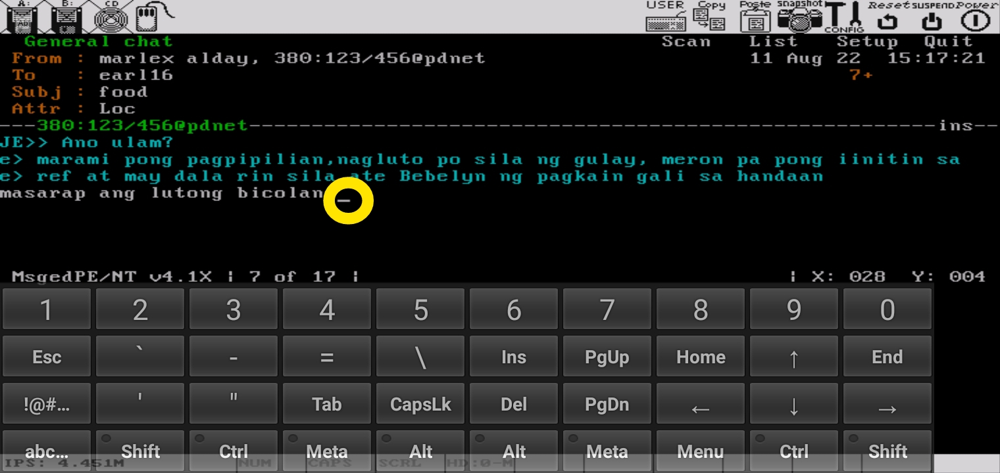 A: B: CD USER Copy Paste snapshot CONFIG Reset SUSPEND Power
General chat Scan List Setup Quit
From : marlex alday, 380:123/456@pdnet 11 Aug 22 15:17:21
To : earl16 7+
Subj : food
Attr : Loc
---380:123/456@pdnet---ins--
JE>> Ano ulam?
e> marami pong pagpipilian,nagluto po sila ng gulay, meron pa pong iinitin sa
e> ref at may dala rin sila ate Bebelyn ng pagkain gali sa handaan
masarap ang lutong bicolan _
MsgedPE/NT v4.1X | 7 of 17 | | X: 028 Y: 004
1 2 3 4 5 6 7 8 9 0
Esc ` - = \ Ins PgUp Home ↑ End
!@#... ' " Tab CapsLk Del PgDn ← ↓ →
abc... Shift Ctrl Meta Alt Alt Meta Menu Ctrl Shift
IPS: 4.451M NUM CAPS SCRL HD:0-M